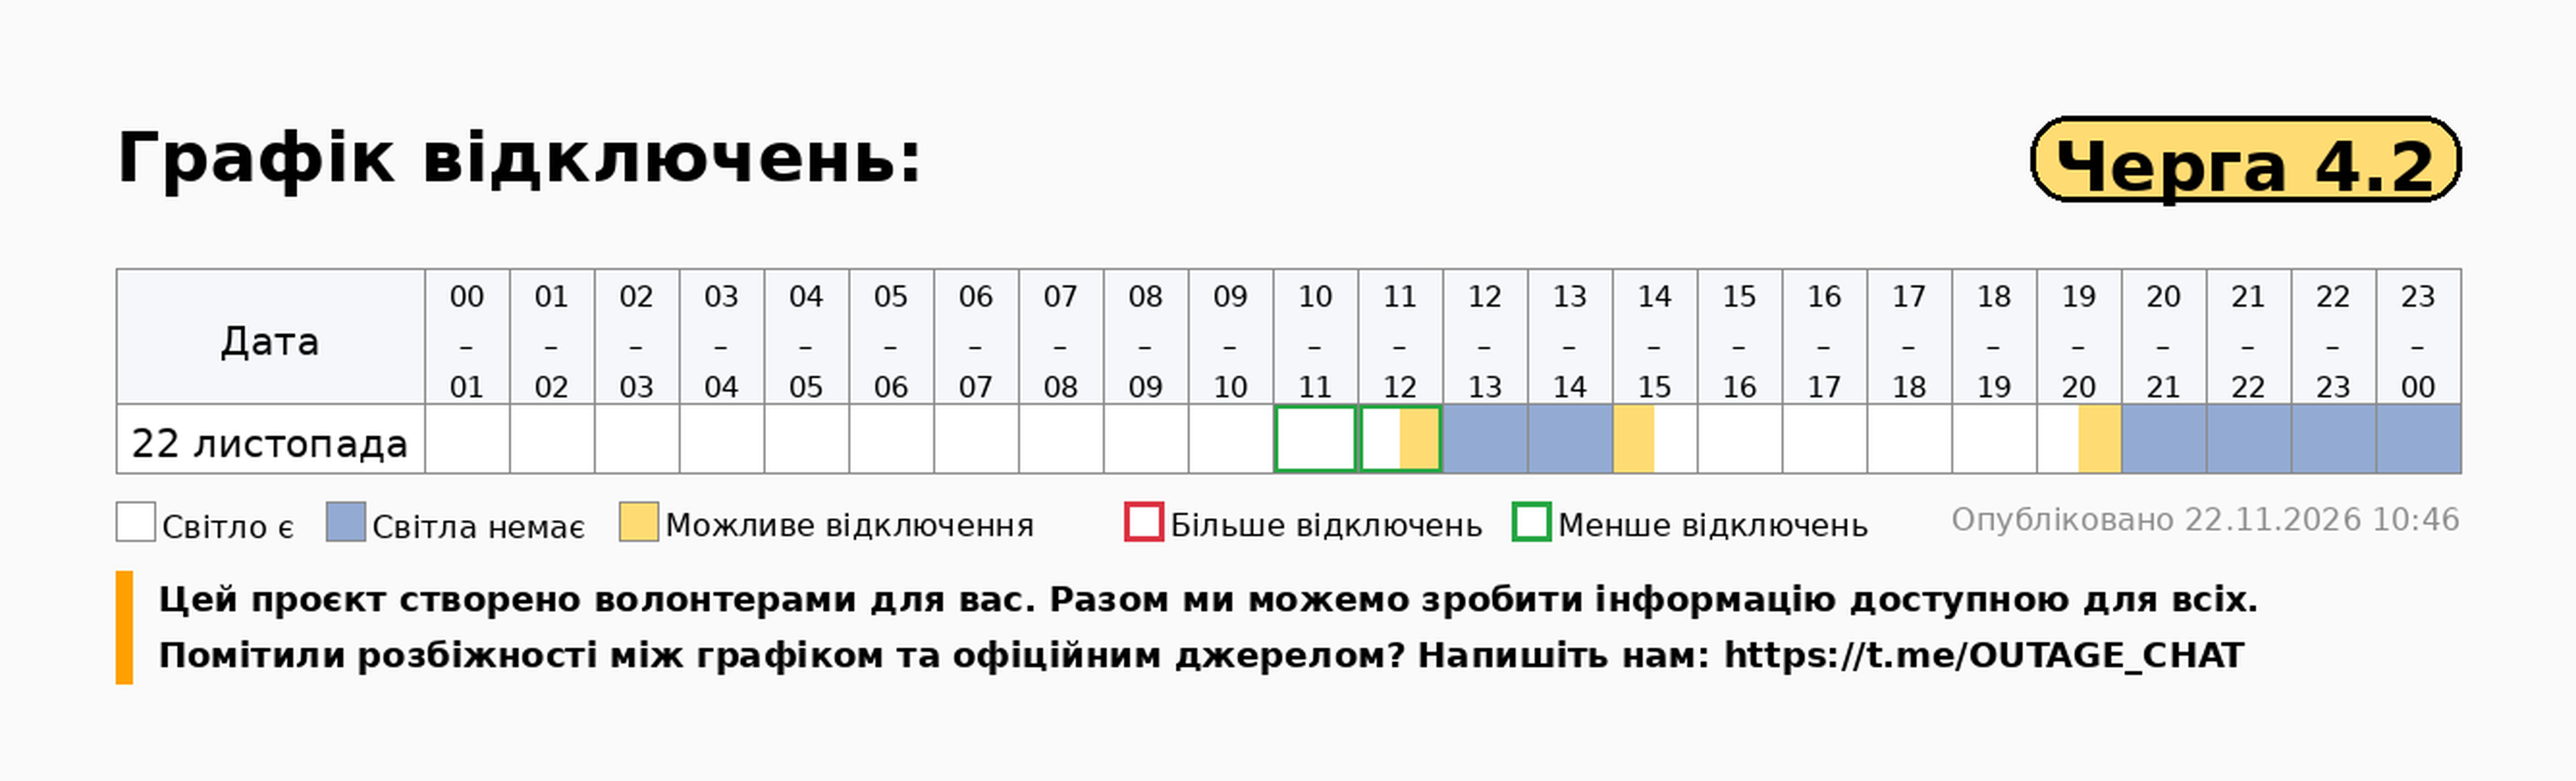 Графік відключень:
Черга 4.2
Дата
00 – 01
01 – 02
02 – 03
03 – 04
04 – 05
05 – 06
06 – 07
07 – 08
08 – 09
09 – 10
10 – 11
11 – 12
12 – 13
13 – 14
14 – 15
15 – 16
16 – 17
17 – 18
18 – 19
19 – 20
20 – 21
21 – 22
22 – 23
23 – 00
22 листопада
Світло є
Світла немає
Можливе відключення
Більше відключень
Менше відключень
Опубліковано 22.11.2026 10:46
Цей проєкт створено волонтерами для вас. Разом ми можемо зробити інформацію доступною для всіх.
Помітили розбіжності між графіком та офіційним джерелом? Напишіть нам: https://t.me/OUTAGE_CHAT